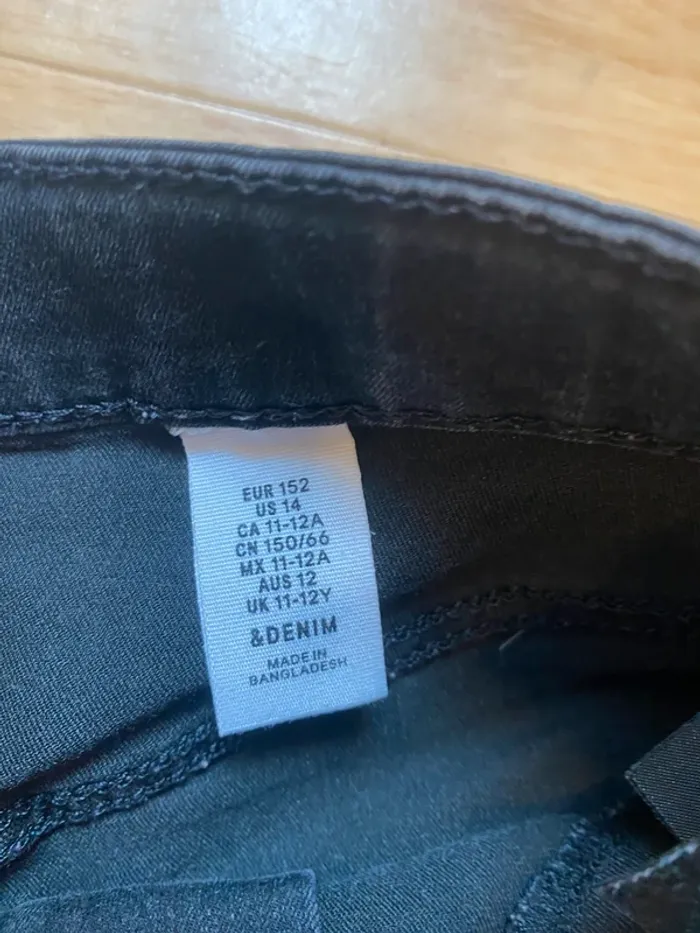 EUR 152
US 14
CA 11-12A
CN 150/66
MX 11-12A
AUS 12
UK 11-12Y
&DENIM
MADE IN
BANGLADESH